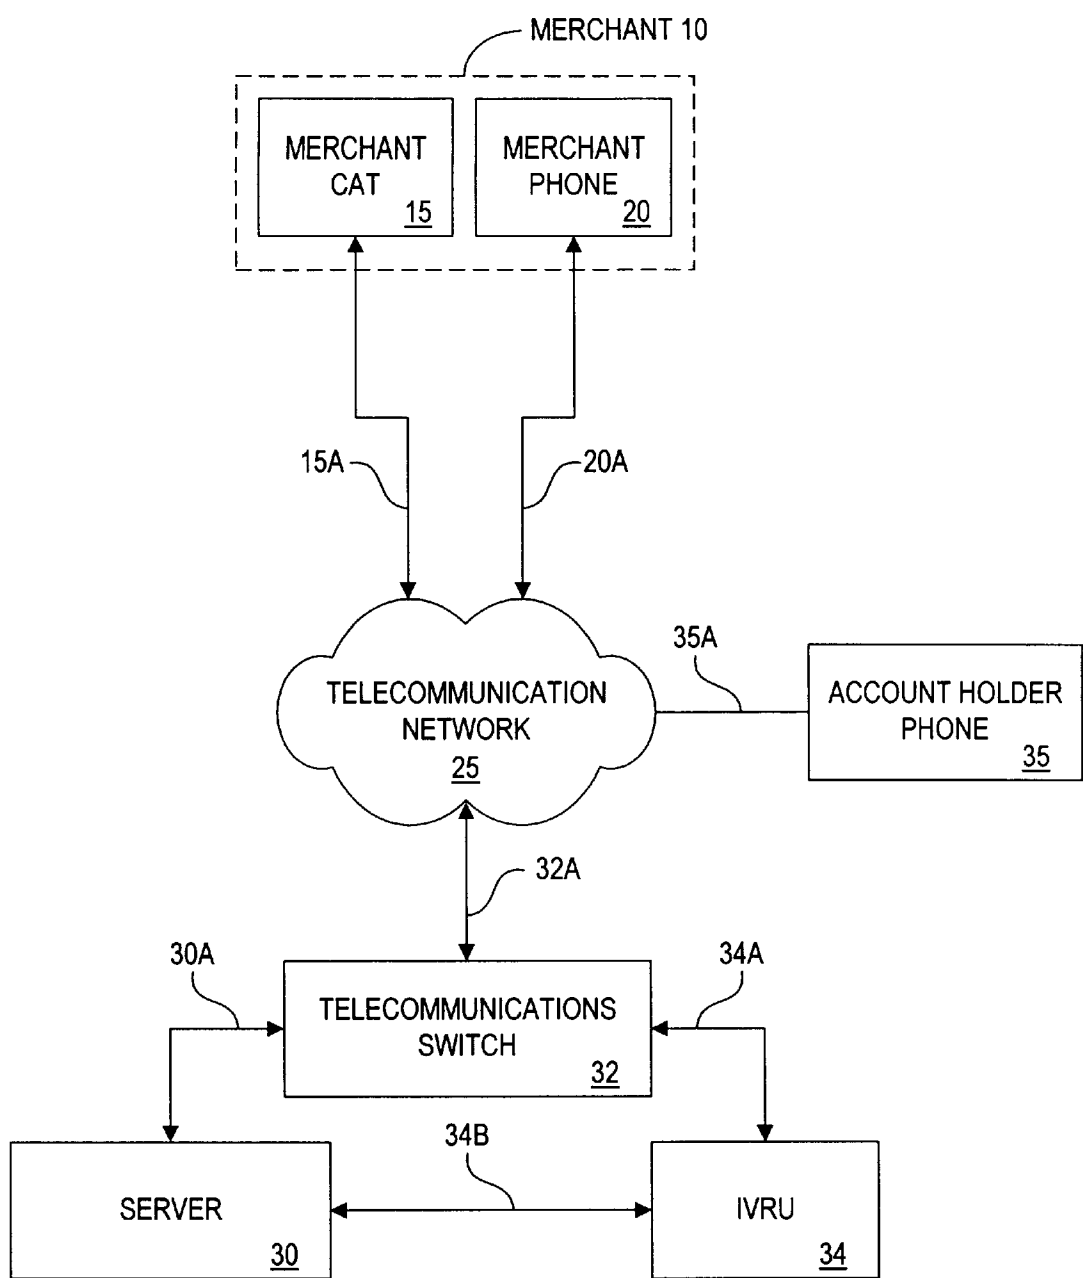 MERCHANT 10
MERCHANT
CAT
15
MERCHANT
PHONE
20
15A
20A
35A
TELECOMMUNICATION
NETWORK
25
ACCOUNT HOLDER
PHONE
35
32A
30A
34A
TELECOMMUNICATIONS
SWITCH
32
34B
SERVER
30
IVRU
34